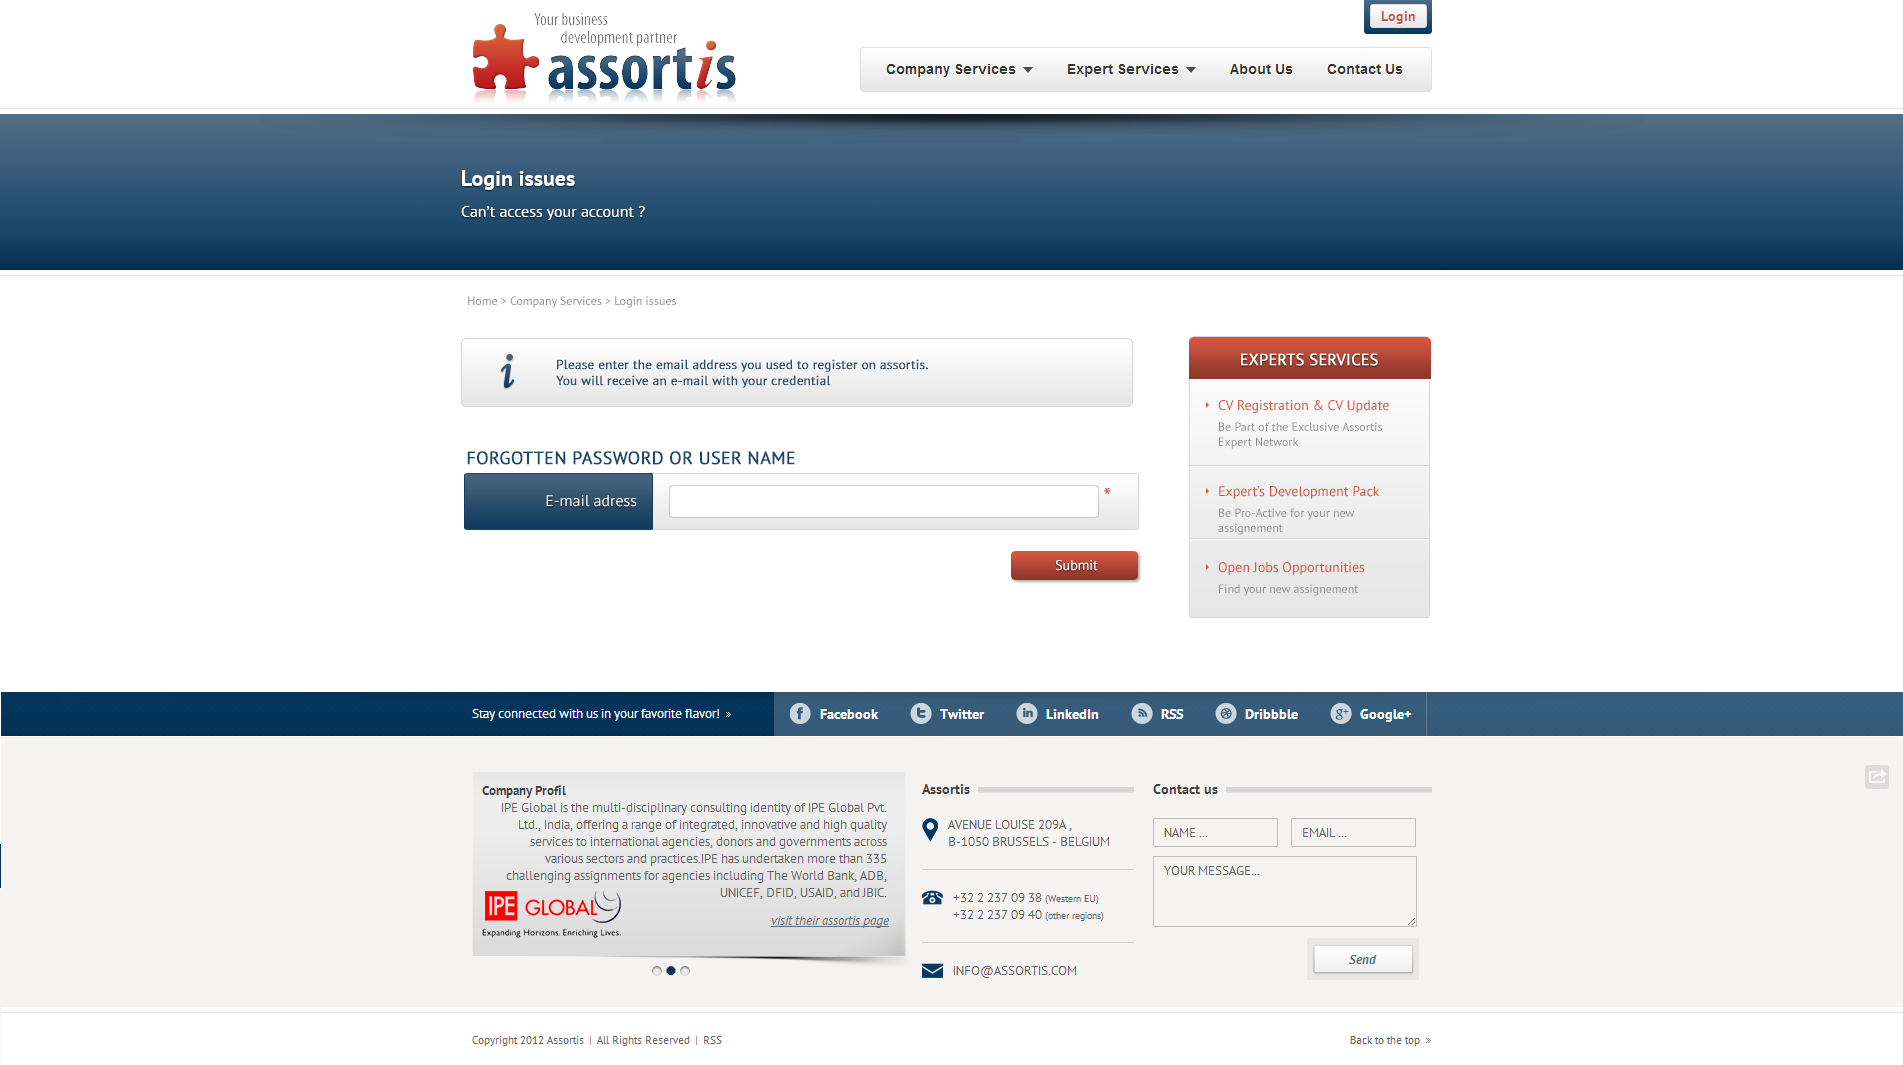 Your business
development partner
assortis
Login
Company Services
Expert Services
About Us
Contact Us
Login issues
Can't access your account ?
Home > Company Services > Login issues
Please enter the email address you used to register on assortis.
You will receive an e-mail with your credential
FORGOTTEN PASSWORD OR USER NAME
E-mail adress
*
Submit
EXPERTS SERVICES
CV Registration & CV Update
Be Part of the Exclusive Assortis
Expert Network
Expert's Development Pack
Be Pro-Active for your new
assignement
Open Jobs Opportunities
Find your new assignement
Stay connected with us in your favorite flavor! »
Facebook
Twitter
LinkedIn
RSS
Dribbble
Google+
Company Profil
IPE Global is the multi-disciplinary consulting identity of IPE Global Pvt.
Ltd., India, offering a range of integrated, innovative and high quality
services to international agencies, donors and governments across
various sectors and practices.IPE has undertaken more than 335
challenging assignments for agencies including The World Bank, ADB,
UNICEF, DFID, USAID, and JBIC.
IPE GLOBAL
Expanding Horizons. Enriching Lives.
visit their assortis page
Assortis
AVENUE LOUISE 209A ,
B-1050 BRUSSELS - BELGIUM
+32 2 237 09 38 (Western EU)
+32 2 237 09 40 (other regions)
INFO@ASSORTIS.COM
Contact us
NAME ...
EMAIL ...
YOUR MESSAGE...
Send
Copyright 2012 Assortis | All Rights Reserved | RSS
Back to the top »